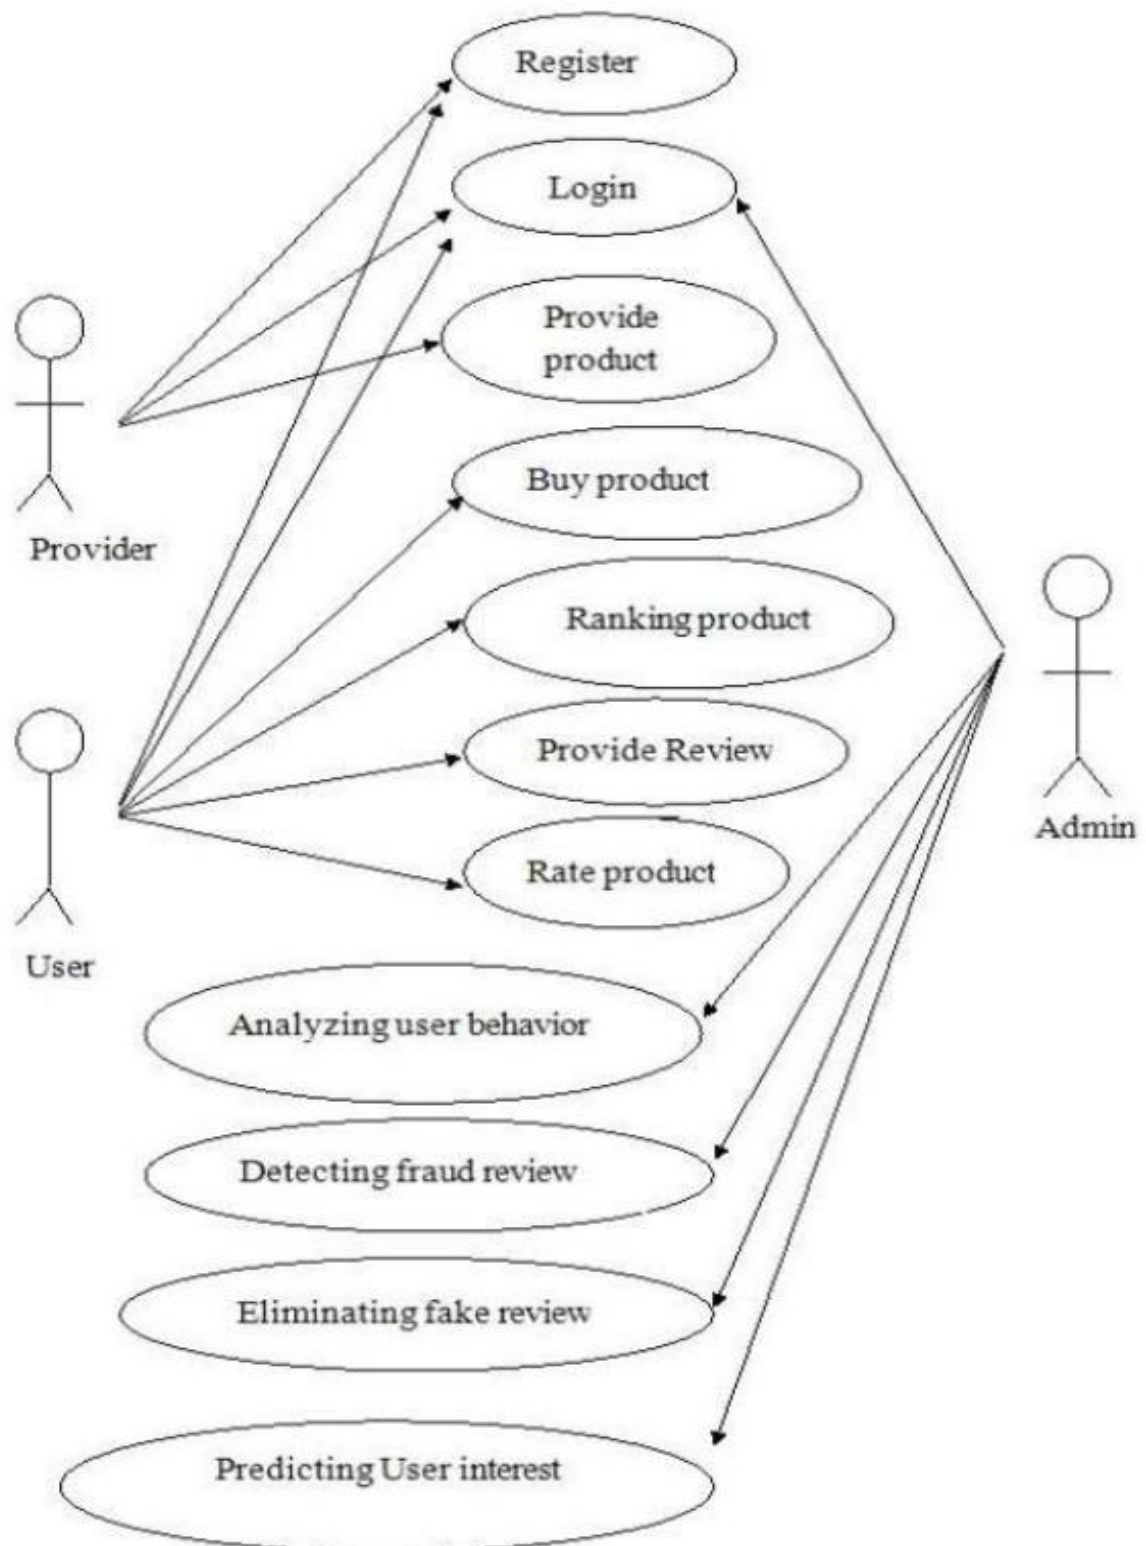 Register
Login
Provide
product
Provider
Buy product
Ranking product
Provide Review
Admin
Rate product
User
Analyzing user behavior
Detecting fraud review
Eliminating fake review
Predicting User interest